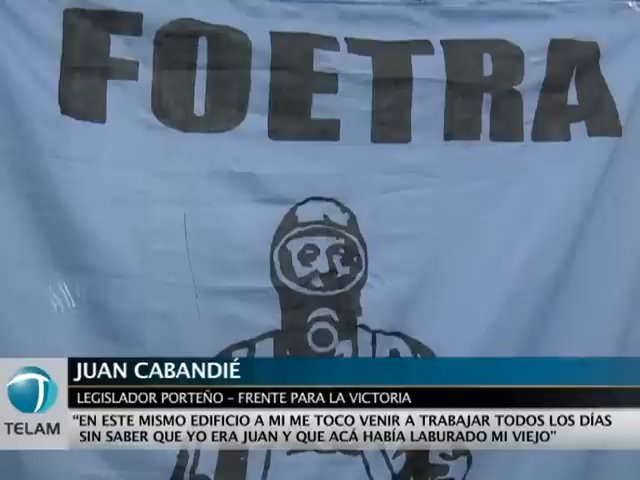 FOETRA
JUAN CABANDIÉ
LEGISLADOR PORTEÑO – FRENTE PARA LA VICTORIA
TELAM
"EN ESTE MISMO EDIFICIO A MI ME TOCO VENIR A TRABAJAR TODOS LOS DÍAS
SIN SABER QUE YO ERA JUAN Y QUE ACÁ HABÍA LABURADO MI VIEJO"